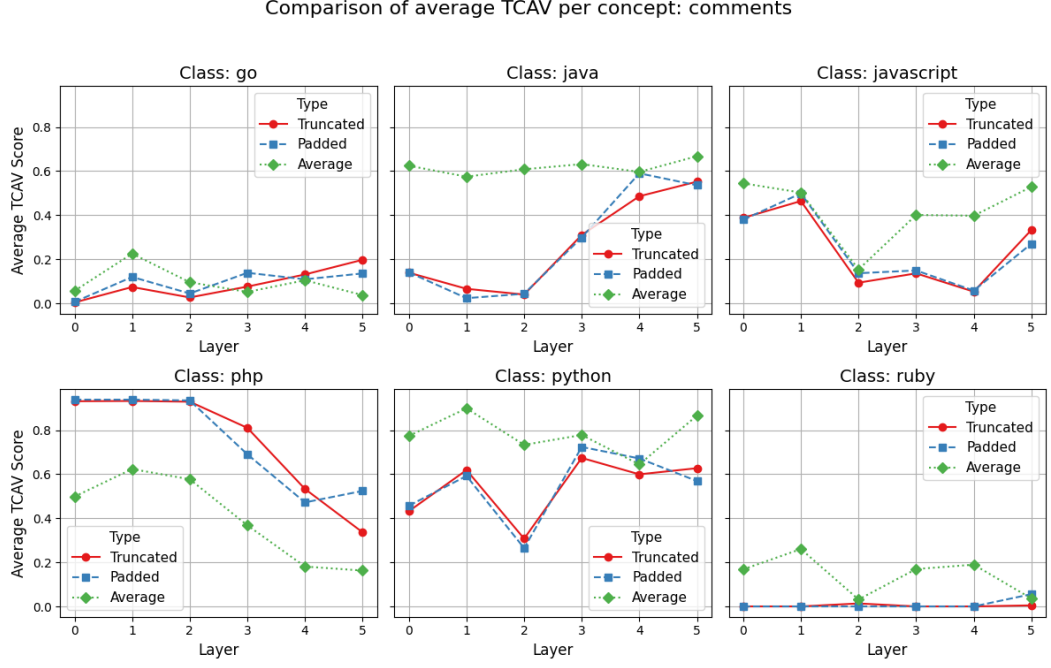 Comparison of average TCAV per concept: comments
Class: go
Average TCAV Score
0.8
0.6
0.4
0.2
0.0
0 1 2 3 4 5
Layer
Type
Truncated
Padded
Average
Class: java
0 1 2 3 4 5
Layer
Type
Truncated
Padded
Average
Class: javascript
0 1 2 3 4 5
Layer
Type
Truncated
Padded
Average
Class: php
Average TCAV Score
0.8
0.6
0.4
0.2
0.0
0 1 2 3 4 5
Layer
Type
Truncated
Padded
Average
Class: python
0 1 2 3 4 5
Layer
Type
Truncated
Padded
Average
Class: ruby
0 1 2 3 4 5
Layer
Type
Truncated
Padded
Average